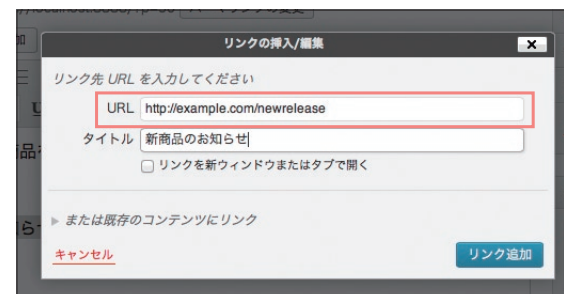 リンクの挿入/編集
リンク先 URL を入力してください
URL http://example.com/newrelease
タイトル 新商品のお知らせ
リンクを新ウィンドウまたはタブで開く
または既存のコンテンツにリンク
キャンセル リンク追加